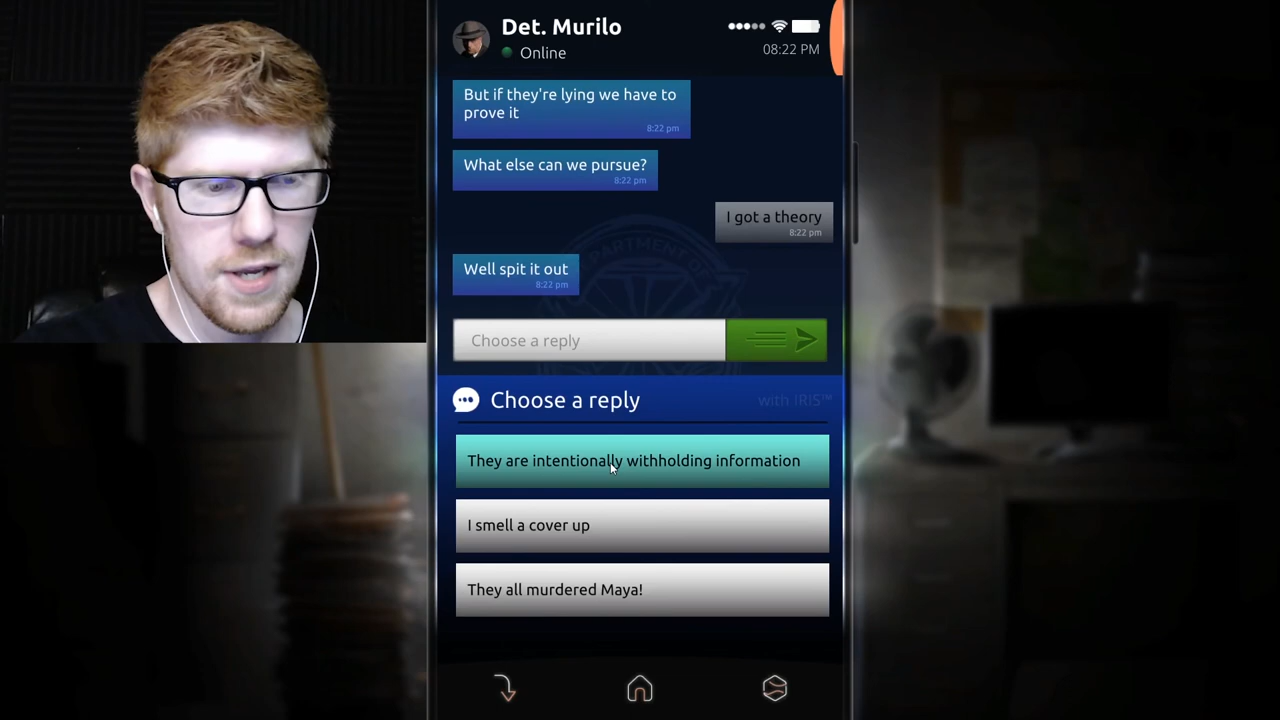 Det. Murilo
Online
08:22 PM
But if they're lying we have to
prove it
8:22 pm
What else can we pursue?
8:22 pm
I got a theory
8:22 pm
Well spit it out
8:22 pm
Choose a reply
Choose a reply
with IRIS™
They are intentionally withholding information
I smell a cover up
They all murdered Maya!